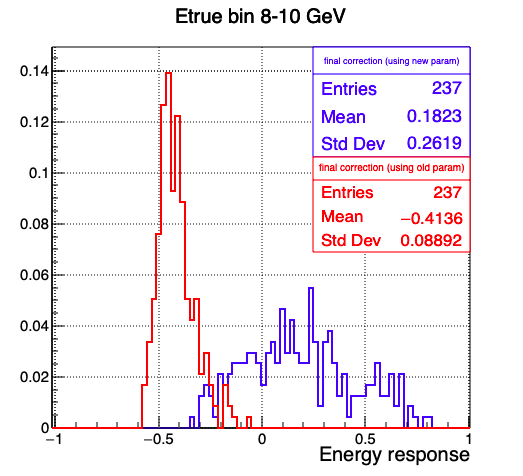 Etrue bin 8-10 GeV
final correction (using new param)
Entries 237
Mean 0.1823
Std Dev 0.2619
final correction (using old param)
Entries 237
Mean −0.4136
Std Dev 0.08892
0.14
0.12
0.1
0.08
0.06
0.04
0.02
0
−1 −0.5 0 0.5 1
Energy response